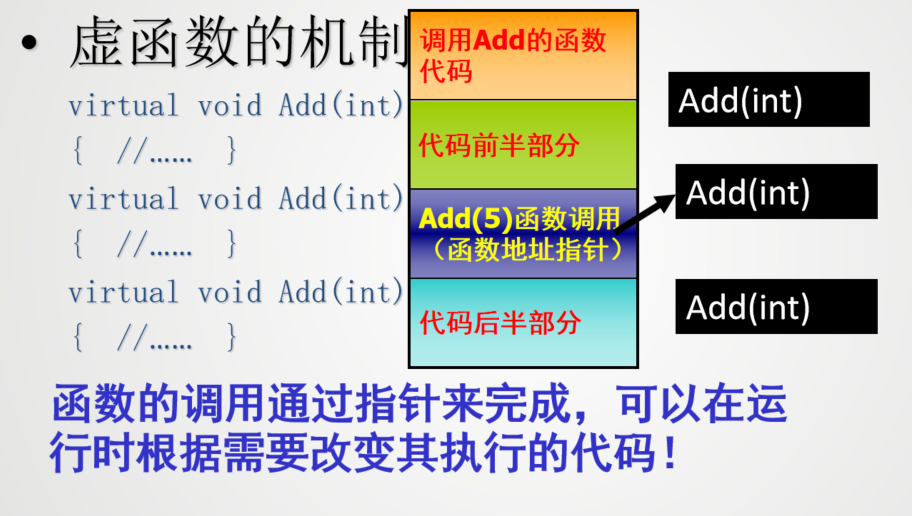 • 虚函数的机制
virtual void Add(int)
{ //…… }
virtual void Add(int)
{ //…… }
virtual void Add(int)
{ //…… }
调用Add的函数
代码
代码前半部分
Add(5)函数调用
（函数地址指针）
代码后半部分
Add(int)
Add(int)
Add(int)
函数的调用通过指针来完成，可以在运
行时根据需要改变其执行的代码！